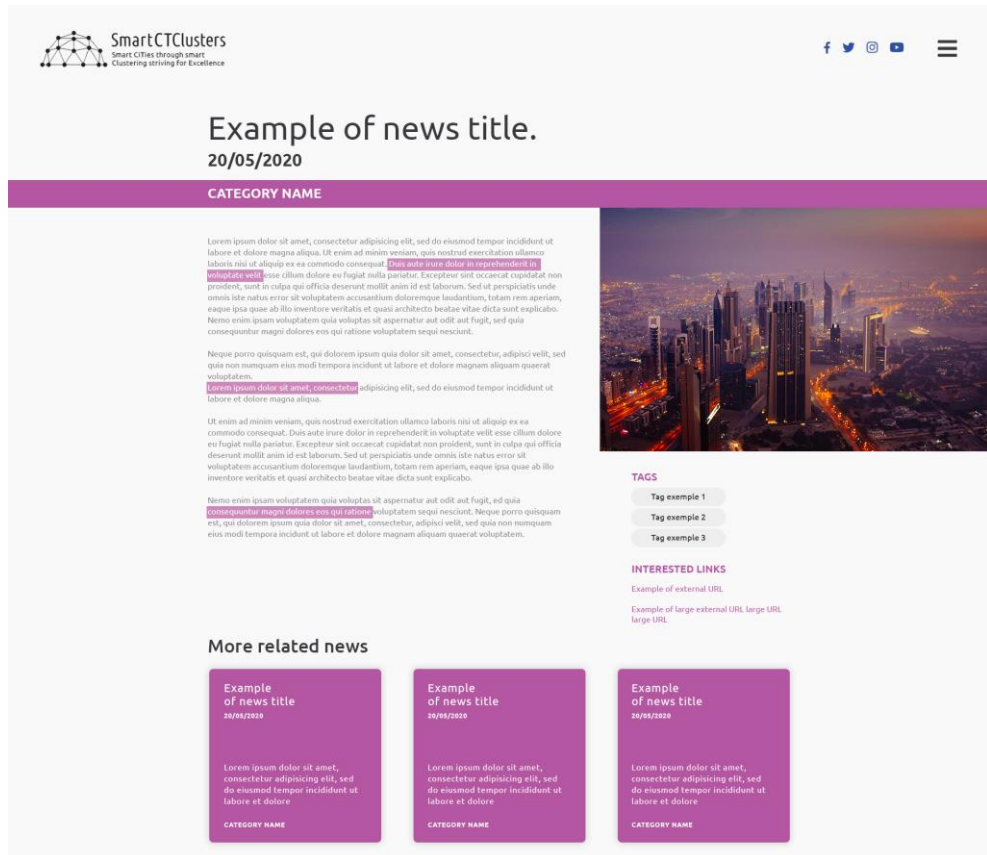 SmartCTClusters
Smart CiTies through smart
Clustering striving for Excellence
Example of news title.
20/05/2020
CATEGORY NAME
Lorem ipsum dolor sit amet, consectetur adipisicing elit, sed do eiusmod tempor incididunt ut
labore et dolore magna aliqua. Ut enim ad minim veniam, quis nostrud exercitation ullamco
laboris nisi ut aliquip ex ea commodo consequat. Duis aute irure dolor in reprehenderit in
voluptate velit esse cillum dolore eu fugiat nulla pariatur. Excepteur sint occaecat cupidatat non
proident, sunt in culpa qui officia deserunt mollit anim id est laborum. Sed ut perspiciatis unde
omnis iste natus error sit voluptatem accusantium doloremque laudantium, totam rem aperiam,
eaque ipsa quae ab illo inventore veritatis et quasi architecto beatae vitae dicta sunt explicabo.
Nemo enim ipsam voluptatem quia voluptas sit aspernatur aut odit aut fugit, sed quia
consequuntur magni dolores eos qui ratione voluptatem sequi nesciunt.
Neque porro quisquam est, qui dolorem ipsum quia dolor sit amet, consectetur, adipisci velit, sed
quia non numquam eius modi tempora incidunt ut labore et dolore magnam aliquam quaerat
voluptatem.
Lorem ipsum dolor sit amet, consectetur adipisicing elit, sed do eiusmod tempor incididunt ut
labore et dolore magna aliqua.
Ut enim ad minim veniam, quis nostrud exercitation ullamco laboris nisi ut aliquip ex ea
commodo consequat. Duis aute irure dolor in reprehenderit in voluptate velit esse cillum dolore
eu fugiat nulla pariatur. Excepteur sint occaecat cupidatat non proident, sunt in culpa qui officia
deserunt mollit anim id est laborum. Sed ut perspiciatis unde omnis iste natus error sit
voluptatem accusantium doloremque laudantium, totam rem aperiam, eaque ipsa quae ab illo
inventore veritatis et quasi architecto beatae vitae dicta sunt explicabo.
Nemo enim ipsam voluptatem quia voluptas sit aspernatur aut odit aut fugit, ed quia
consequuntur magni dolores eos qui ratione voluptatem sequi nesciunt. Neque porro quisquam
est, qui dolorem ipsum quia dolor sit amet, consectetur, adipisci velit, sed quia non numquam
eius modi tempora incidunt ut labore et dolore magnam aliquam quaerat voluptatem.
TAGS
Tag exemple 1
Tag exemple 2
Tag exemple 3
INTERESTED LINKS
Example of external URL
Example of large external URL large URL
large URL
More related news
Example
of news title
20/05/2020
Lorem ipsum dolor sit amet,
consectetur adipisicing elit, sed
do eiusmod tempor incididunt ut
labore et dolore
CATEGORY NAME
Example
of news title
20/05/2020
Lorem ipsum dolor sit amet,
consectetur adipisicing elit, sed
do eiusmod tempor incididunt ut
labore et dolore
CATEGORY NAME
Example
of news title
20/05/2020
Lorem ipsum dolor sit amet,
consectetur adipisicing elit, sed
do eiusmod tempor incididunt ut
labore et dolore
CATEGORY NAME